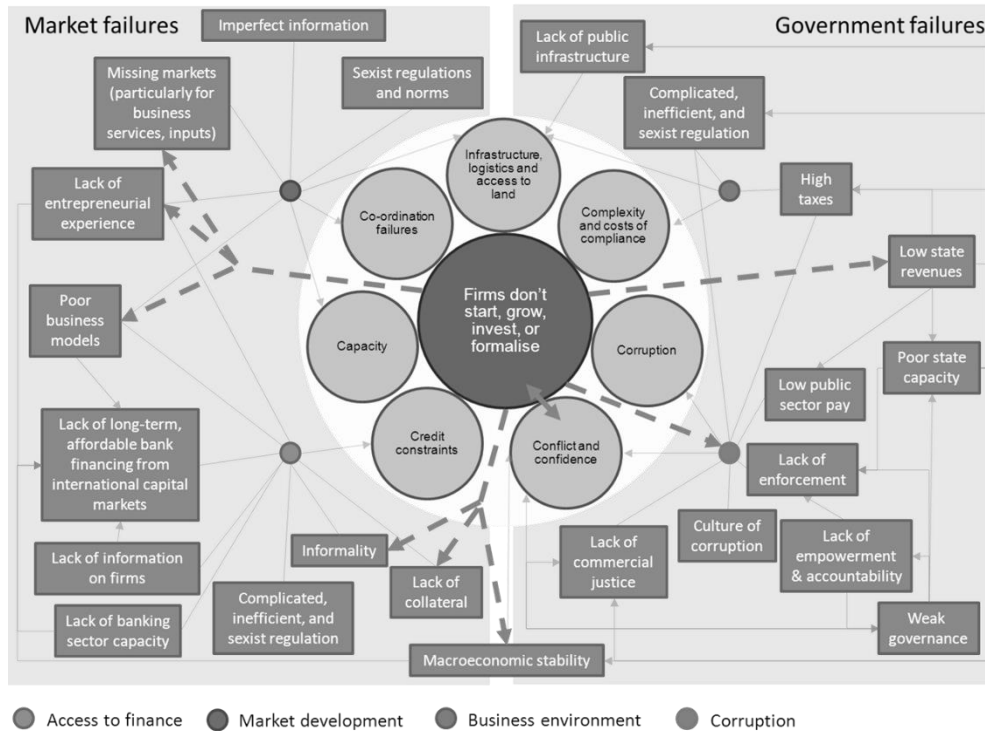 Market failures
Government failures
Imperfect information
Missing markets
(particularly for
business
services, inputs)
Sexist regulations
and norms
Lack of
entrepreneurial
experience
Poor
business
models
Lack of long-term,
affordable bank
financing from
international capital
markets
Lack of information
on firms
Lack of banking
sector capacity
Complicated,
inefficient, and
sexist regulation
Informality
Lack of
collateral
Macroeconomic stability
Infrastructure,
logistics and
access to
land
Co-ordination
failures
Complexity
and costs of
compliance
Firms don’t
start, grow,
invest, or
formalise
Capacity
Corruption
Credit
constraints
Conflict and
confidence
Lack of public
infrastructure
Complicated,
inefficient, and
sexist regulation
High
taxes
Low state
revenues
Poor state
capacity
Low public
sector pay
Lack of
enforcement
Culture of
corruption
Lack of
commercial
justice
Lack of
empowerment
& accountability
Weak
governance
Access to finance
Market development
Business environment
Corruption